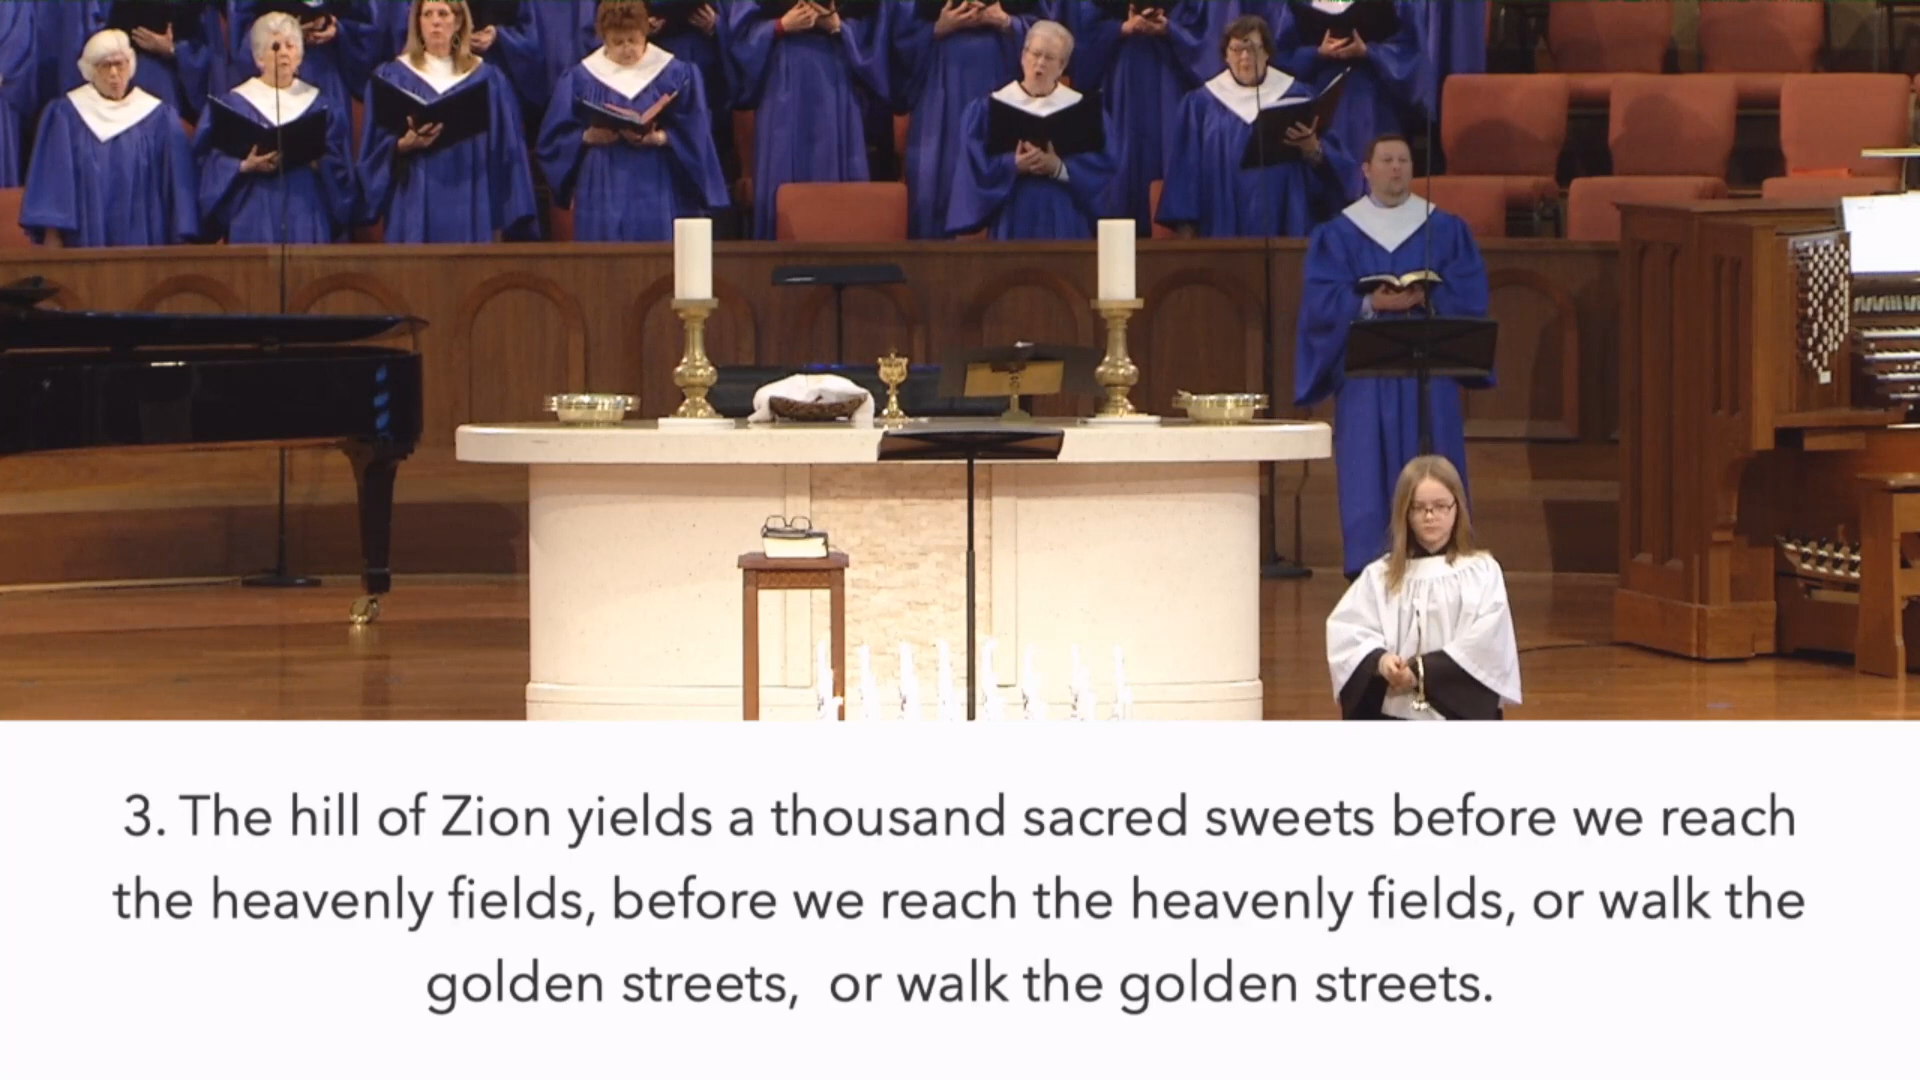 3. The hill of Zion yields a thousand sacred sweets before we reach
the heavenly fields, before we reach the heavenly fields, or walk the
golden streets,  or walk the golden streets.